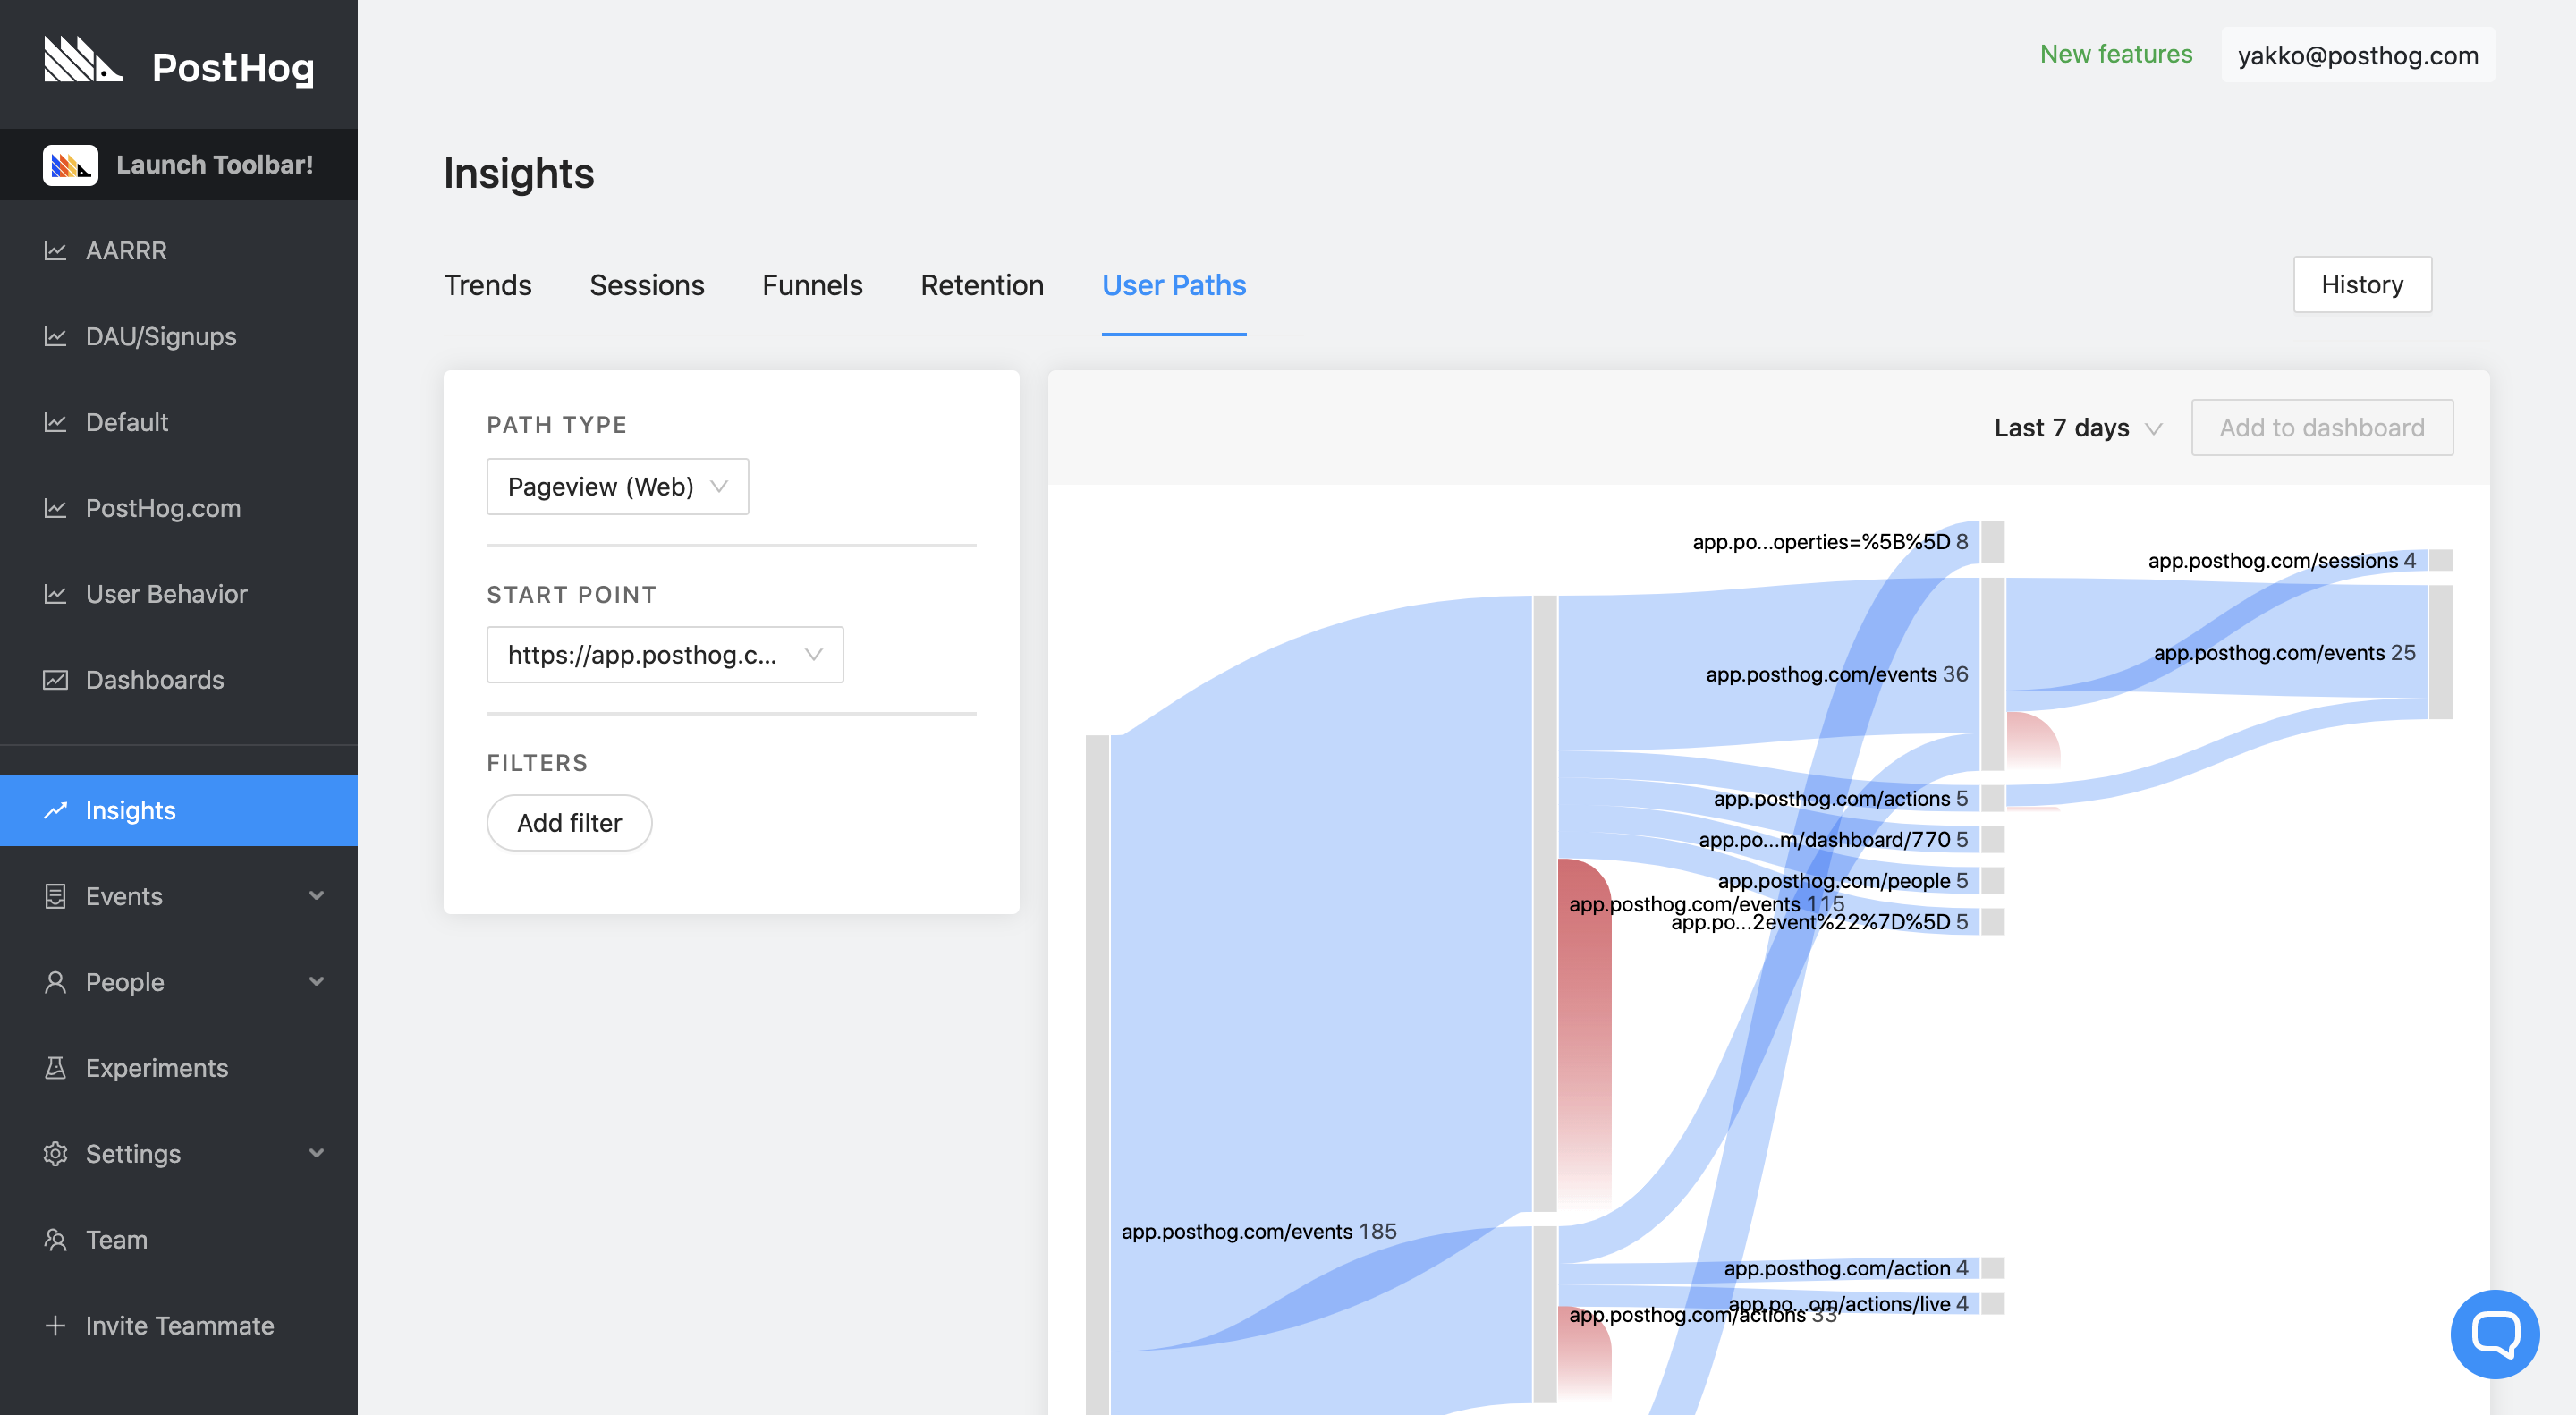 PostHog
Launch Toolbar!
AARRR
DAU/Signups
Default
PostHog.com
User Behavior
Dashboards
Insights
Events
People
Experiments
Settings
Team
Invite Teammate
New features
yakko@posthog.com
Insights
Trends
Sessions
Funnels
Retention
User Paths
History
PATH TYPE
Pageview (Web)
START POINT
https://app.posthog.c...
FILTERS
Add filter
Last 7 days
Add to dashboard
app.posthog.com/events 185
app.posthog.com/events 115
app.posthog.com/actions 33
app.po...operties=%5B%5D 8
app.posthog.com/events 36
app.posthog.com/actions 5
app.po...m/dashboard/770 5
app.posthog.com/people 5
app.po...2event%22%7D%5D 5
app.posthog.com/action 4
app.po...om/actions/live 4
app.posthog.com/sessions 4
app.posthog.com/events 25